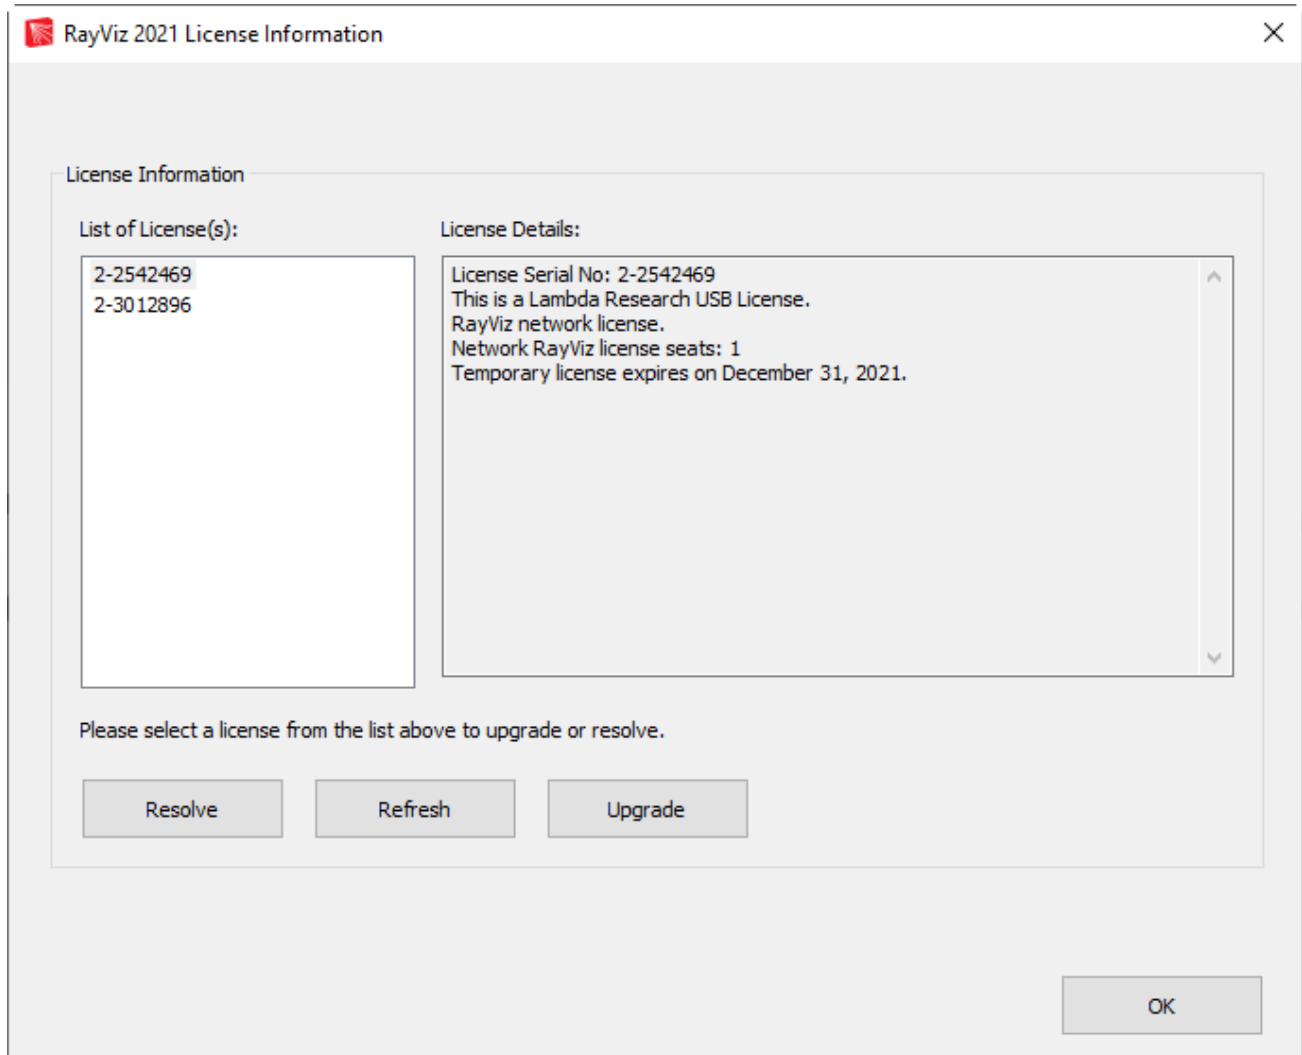 RayViz 2021 License Information
License Information
List of License(s):
2-2542469
2-3012896
License Details:
License Serial No: 2-2542469
This is a Lambda Research USB License.
RayViz network license.
Network RayViz license seats: 1
Temporary license expires on December 31, 2021.
Please select a license from the list above to upgrade or resolve.
Resolve
Refresh
Upgrade
OK